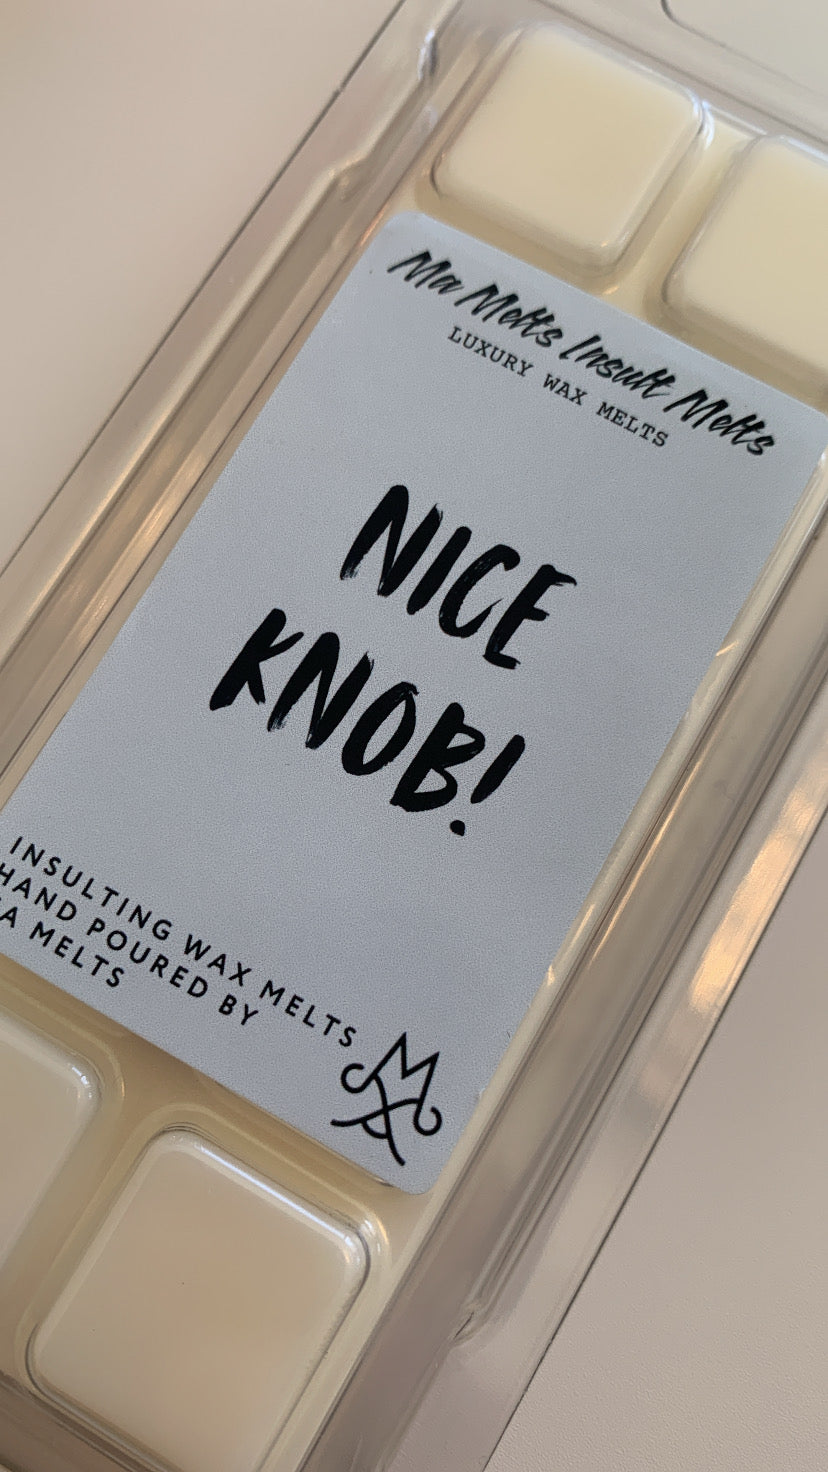 Ma Melts Insult Melts
LUXURY WAX MELTS
NICE
KNOB!
INSULTING WAX MELTS
HAND POURED BY
MELTS